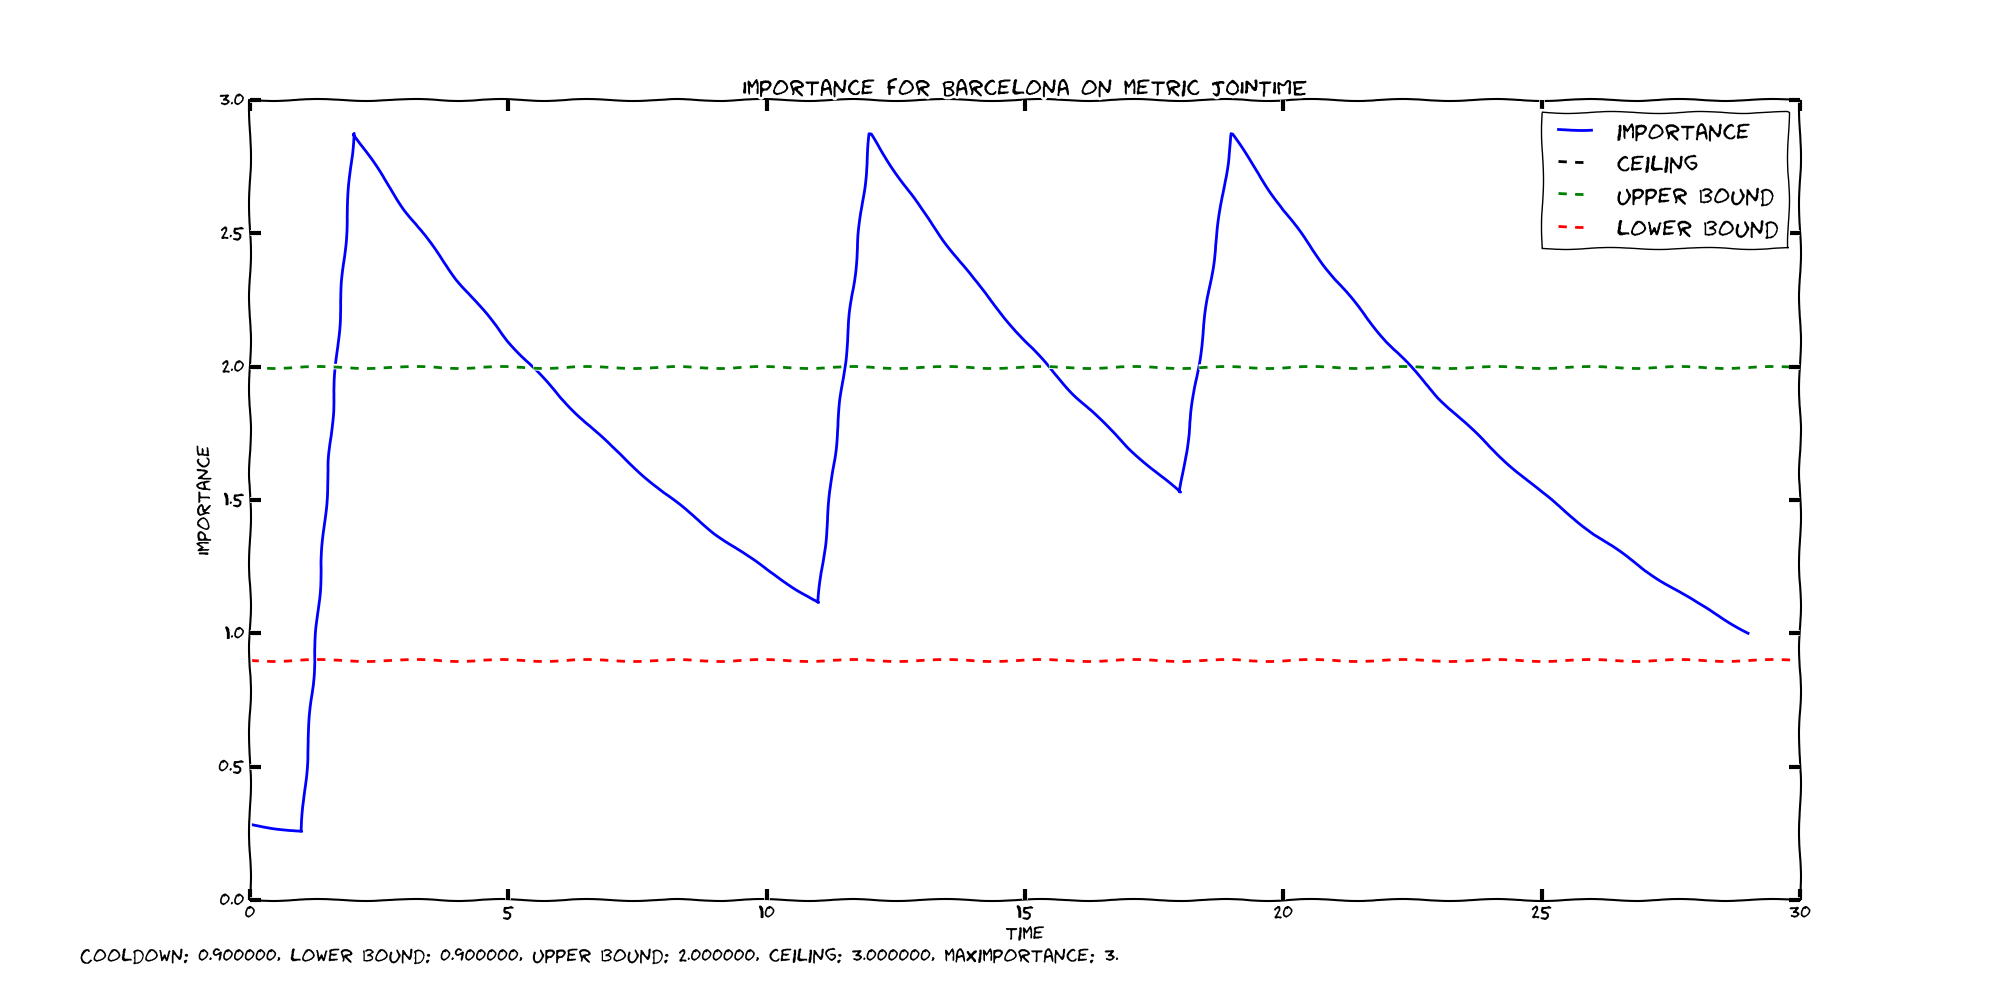 IMPORTANCE FOR BARCELONA ON METRIC JOINTIME
3.0
2.5
2.0
1.5
1.0
0.5
0.0
IMPORTANCE
IMPORTANCE
CEILING
UPPER BOUND
LOWER BOUND
0 5 10 15 20 25 30
TIME
COOLDOWN: 0.900000, LOWER BOUND: 0.900000, UPPER BOUND: 2.000000, CEILING: 3.000000, MAXIMPORTANCE: 3.